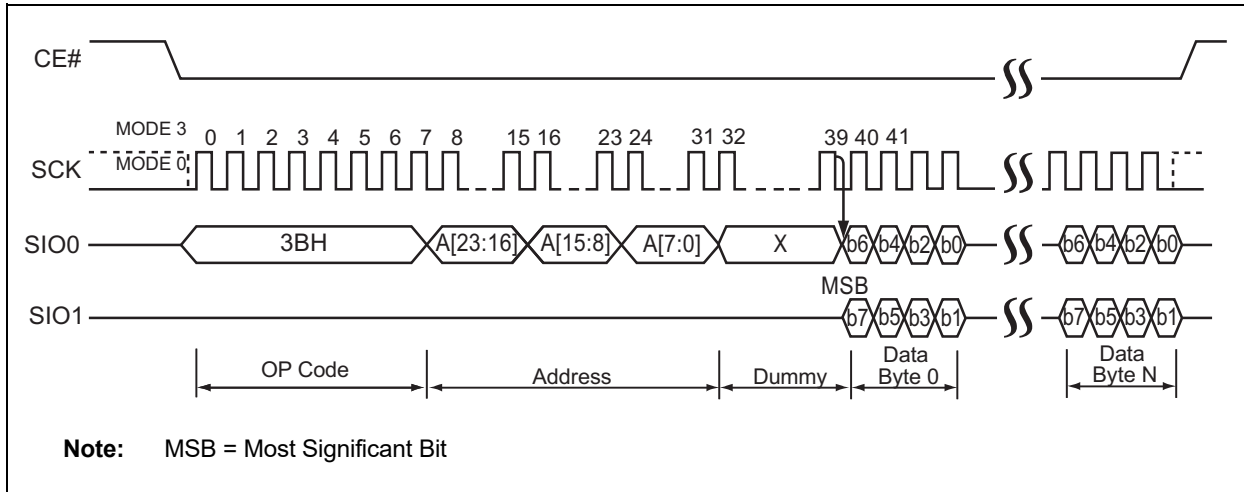 CE#
MODE 3
0 1 2 3 4 5 6 7 8 15 16 23 24 31 32 39 40 41
SCK
MODE 0
SIO0
3BH A[23:16] A[15:8] A[7:0] X b6 b4 b2 b0 b6 b4 b2 b0
MSB
SIO1
b7 b5 b3 b1 b7 b5 b3 b1
OP Code Address Dummy Data Byte 0 Data Byte N
Note: MSB = Most Significant Bit